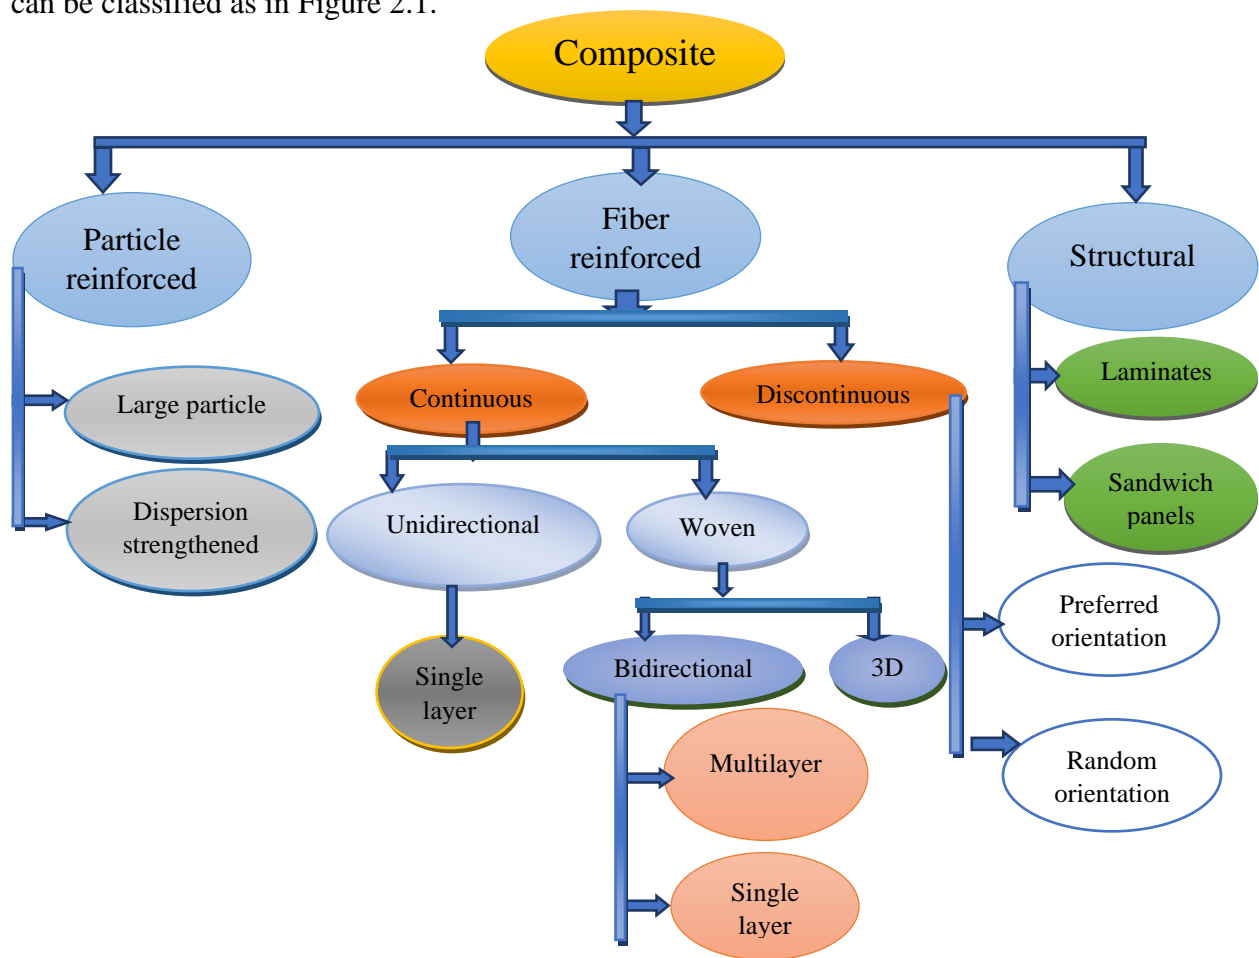 can be classified as in Figure 2.1.
Composite
Particle
reinforced
Fiber
reinforced
Structural
Large particle
Dispersion
strengthened
Continuous
Discontinuous
Laminates
Sandwich
panels
Unidirectional
Woven
Preferred
orientation
Random
orientation
Single
layer
Bidirectional
3D
Multilayer
Single
layer